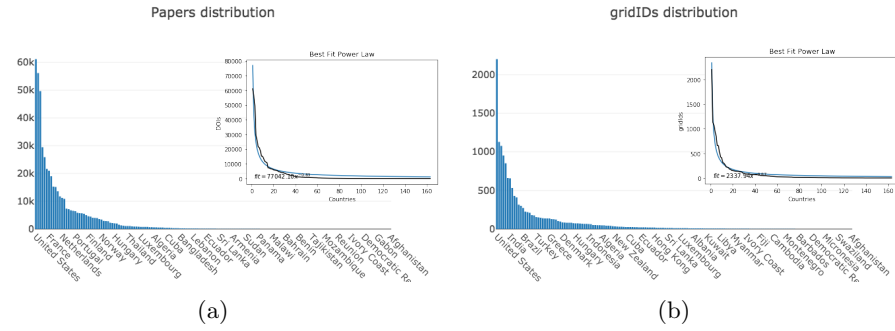 Papers distribution
60k
50k
40k
30k
20k
10k
0
United States
France
Netherlands
Portugal
Finland
Norway
Hungary
Thailand
Luxembourg
Algeria
Cuba
Bangladesh
Lebanon
Ecuador
Sri Lanka
Armenia
Sudan
Panama
Malawi
Bahrain
Benin
Tajikistan
Mozambique
Reunion
Ivory Coast
Democratic Re
Gabon
Afghanistan
Best Fit Power Law
DOIs
80000
70000
60000
50000
40000
30000
20000
10000
0
0 20 40 60 80 100 120 140 160
Countries
(a)
gridIDs distribution
2000
1500
1000
500
0
United States
India
Brazil
Turkey
Greece
Denmark
Hungary
Indonesia
Algeria
New Zealand
Cuba
Ecuador
Hong Kong
Sri Lanka
Luxembourg
Albania
Kuwait
Libya
Myanmar
Ivory Coast
Fiji
Cambodia
Montenegro
Barbados
Micronesia
Democratic Re
Swaziland
Afghanistan
Best Fit Power Law
gridIds
2000
1500
1000
500
0
0 20 40 60 80 100 120 140 160
Countries
(b)